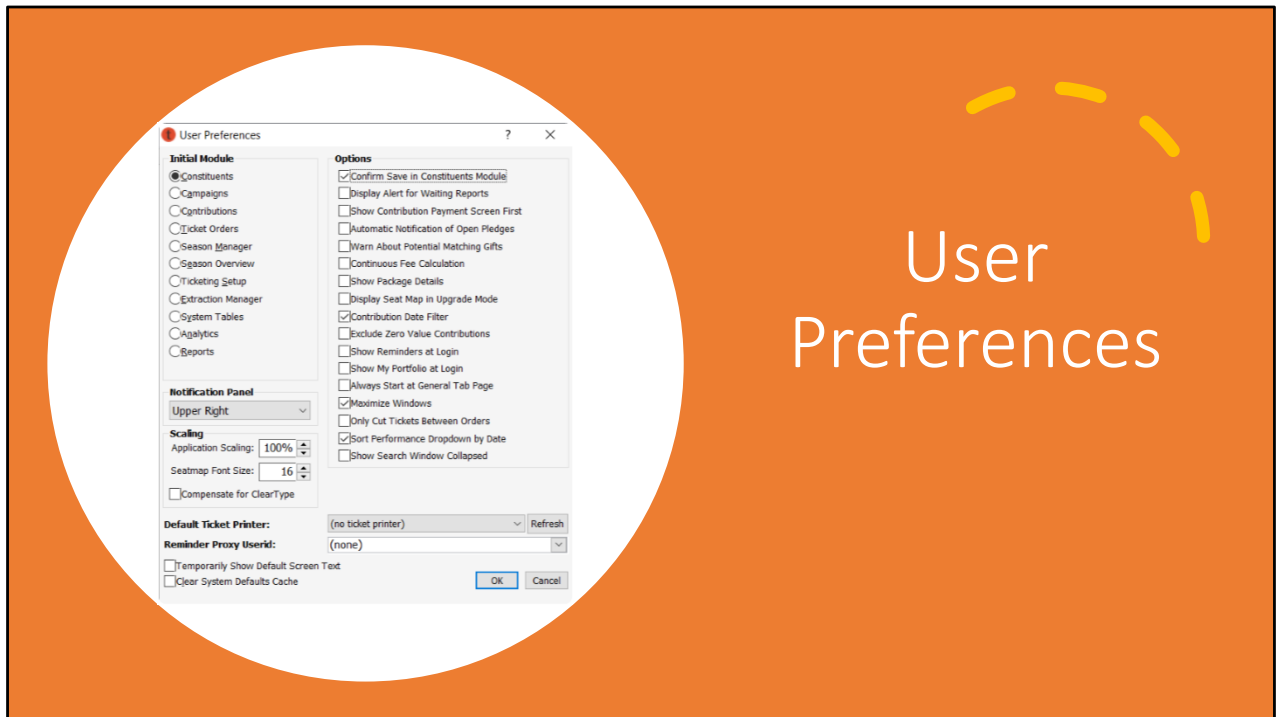 User Preferences
? ×
Initial Module
Constituents
Campaigns
Contributions
Ticket Orders
Season Manager
Season Overview
Ticketing Setup
Extraction Manager
System Tables
Analytics
Reports
Notification Panel
Upper Right
Scaling
Application Scaling: 100%
Seatmap Font Size: 16
Compensate for ClearType
Options
Confirm Save in Constituents Module
Display Alert for Waiting Reports
Show Contribution Payment Screen First
Automatic Notification of Open Pledges
Warn About Potential Matching Gifts
Continuous Fee Calculation
Show Package Details
Display Seat Map in Upgrade Mode
Contribution Date Filter
Exclude Zero Value Contributions
Show Reminders at Login
Show My Portfolio at Login
Always Start at General Tab Page
Maximize Windows
Only Cut Tickets Between Orders
Sort Performance Dropdown by Date
Show Search Window Collapsed
Default Ticket Printer: (no ticket printer) Refresh
Reminder Proxy Userid: (none)
Temporarily Show Default Screen Text
Clear System Defaults Cache
OK Cancel
User
Preferences